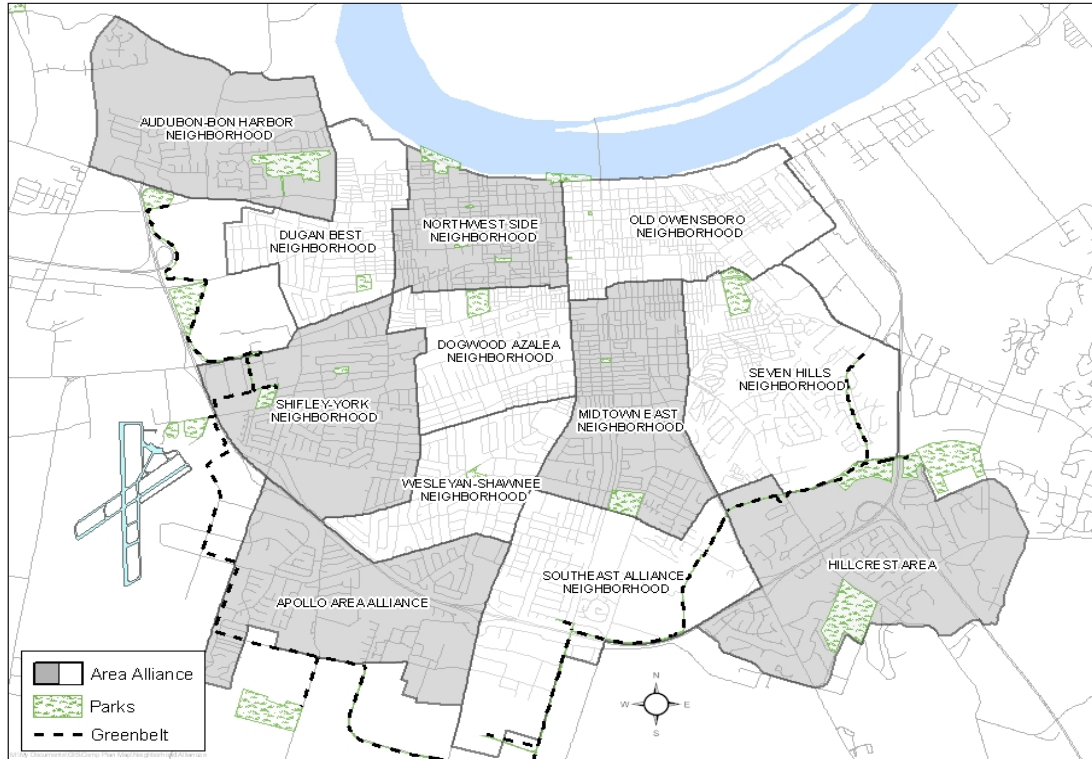 AUDUBON-BON HARBOR
NEIGHBORHOOD
DUGAN BEST
NEIGHBORHOOD
NORTHWEST SIDE
NEIGHBORHOOD
OLD OWENSBORO
NEIGHBORHOOD
DOGWOOD AZALEA
NEIGHBORHOOD
SEVEN HILLS
NEIGHBORHOOD
SHIFLEY-YORK
NEIGHBORHOOD
MIDTOWN EAST
NEIGHBORHOOD
WESLEYAN-SHAWNEE
NEIGHBORHOOD
SOUTHEAST ALLIANCE
NEIGHBORHOOD
HILLCREST AREA
APOLLO AREA ALLIANCE
Area Alliance
Parks
Greenbelt
N
W E
S